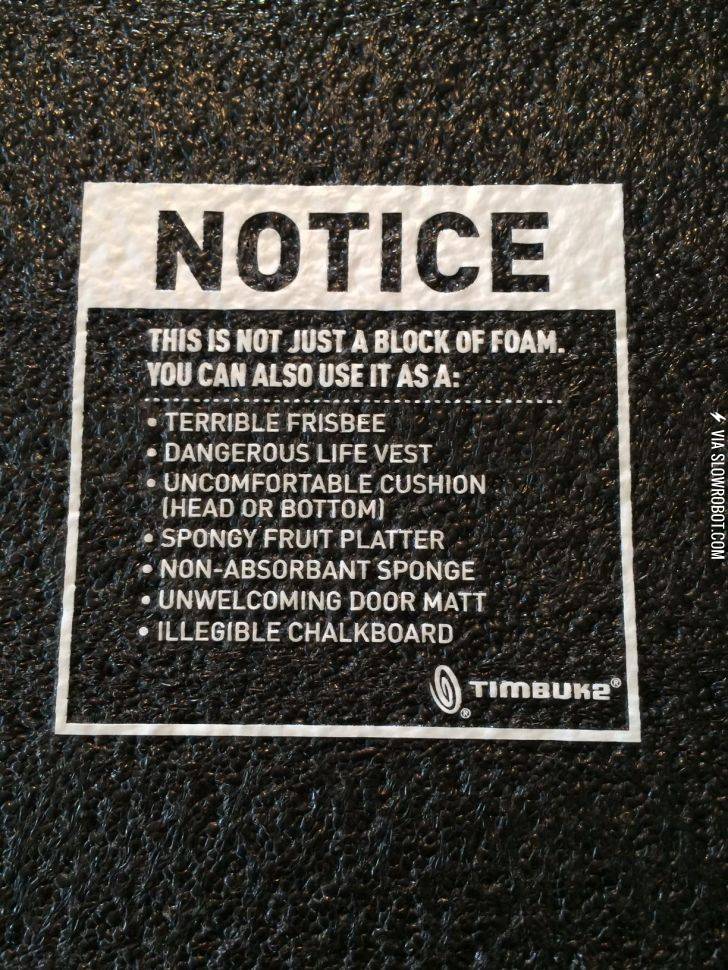 NOTICE
THIS IS NOT JUST A BLOCK OF FOAM.
YOU CAN ALSO USE IT AS A:
• TERRIBLE FRISBEE
• DANGEROUS LIFE VEST
• UNCOMFORTABLE CUSHION
(HEAD OR BOTTOM)
• SPONGY FRUIT PLATTER
• NON-ABSORBANT SPONGE
• UNWELCOMING DOOR MATT
• ILLEGIBLE CHALKBOARD
® TIMBUK2®
VIA SLOWROBOT.COM